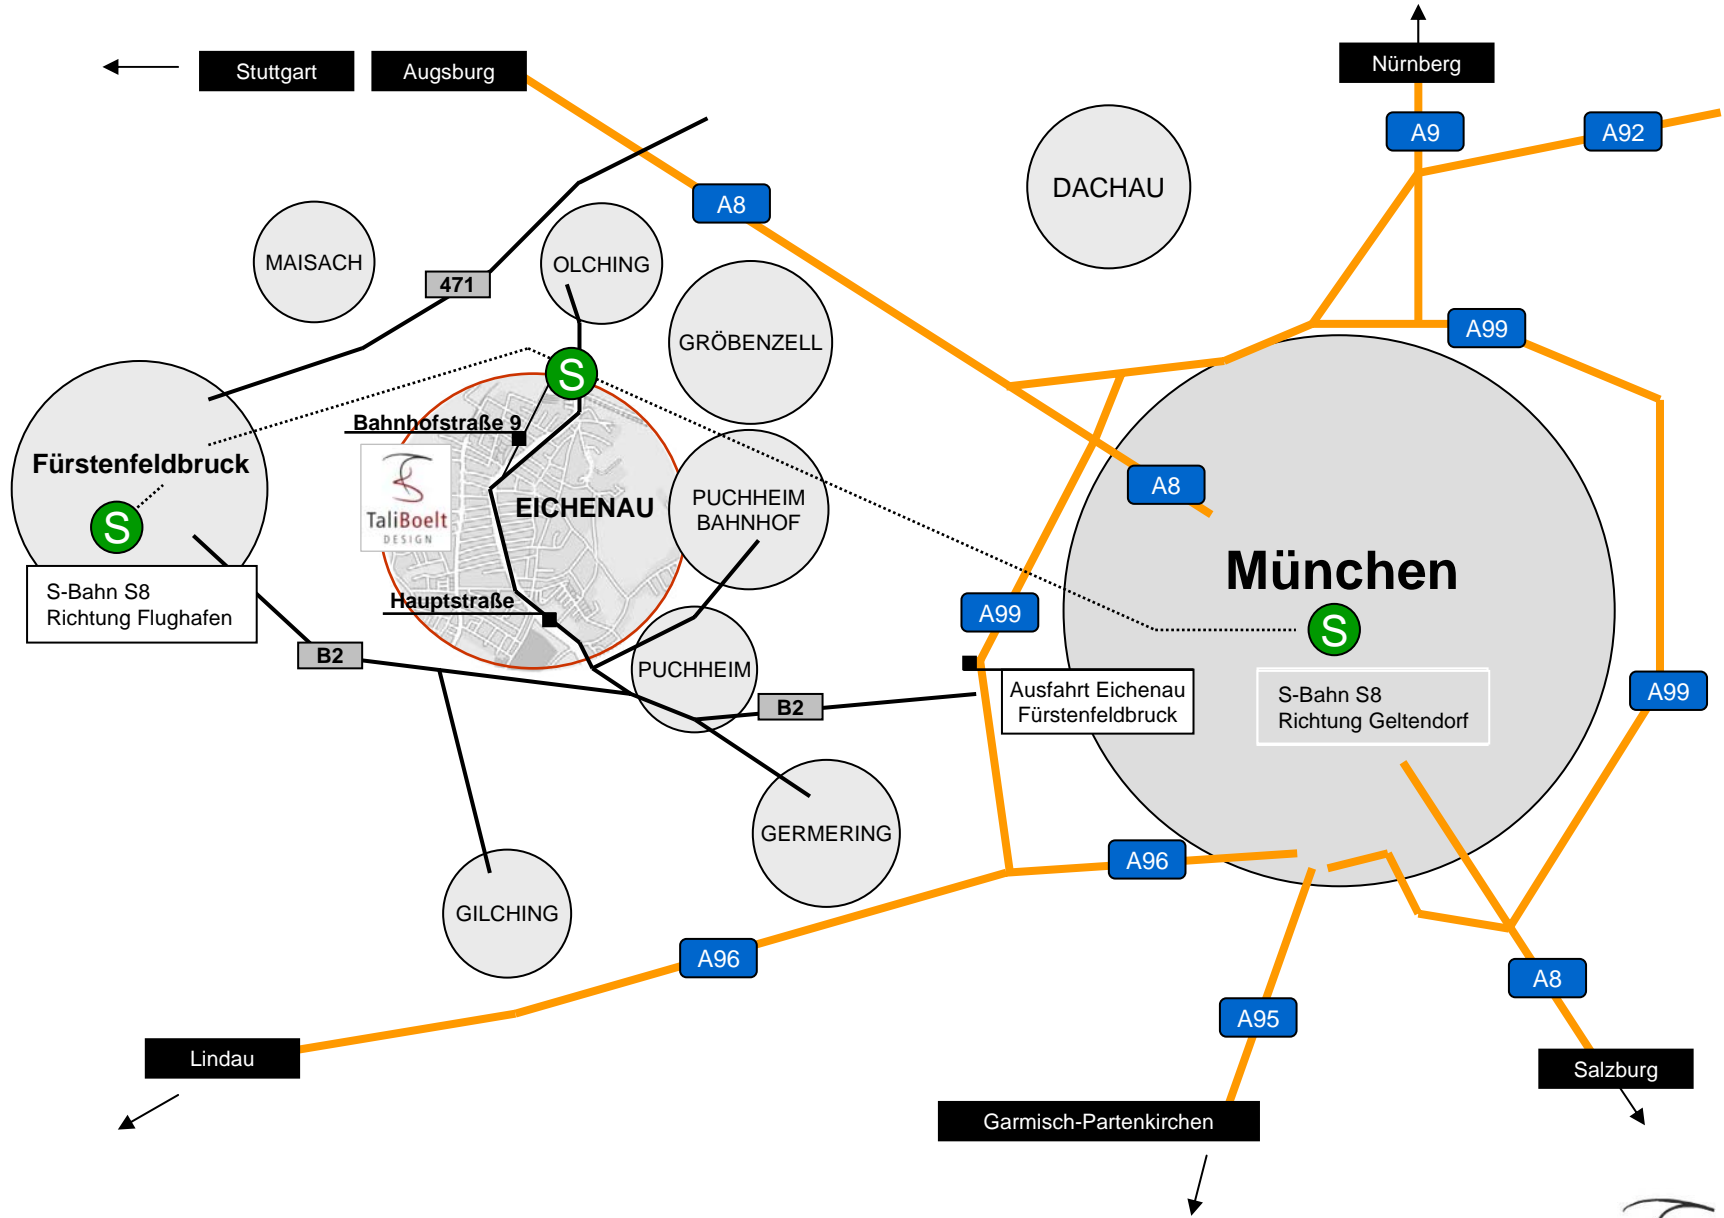 Nürnberg
Stuttgart
Augsburg
A9
A92
DACHAU
A8
MAISACH
OLCHING
471
A99
GRÖBENZELL
S
Bahnhofstraße 9
Fürstenfeldbruck
TaliBoelt
DESIGN
EICHENAU
PUCHHEIM
BAHNHOF
A8
S
München
S-Bahn S8
Richtung Flughafen
Hauptstraße
A99
S
B2
PUCHHEIM
B2
Ausfahrt Eichenau
Fürstenfeldbruck
S-Bahn S8
Richtung Geltendorf
A99
GERMERING
A96
GILCHING
A96
A8
A95
Lindau
Salzburg
Garmisch-Partenkirchen